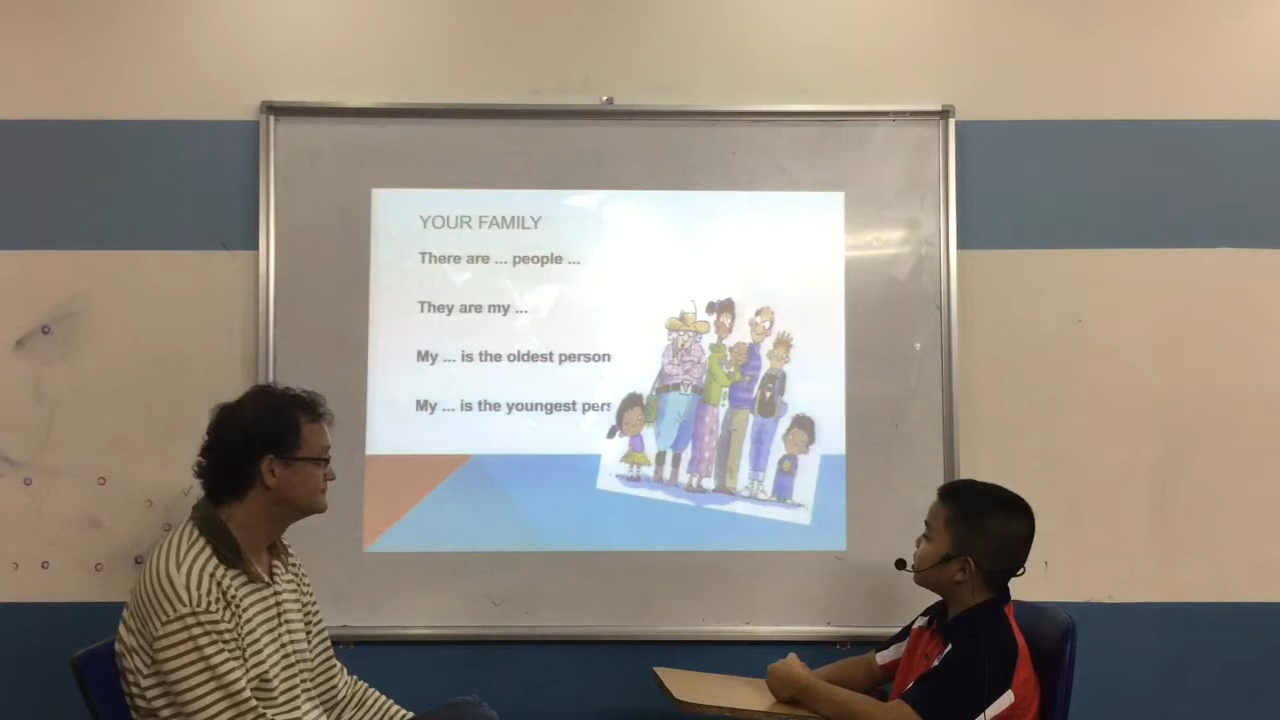 YOUR FAMILY
There are ... people ...
They are my ...
My ... is the oldest person
My ... is the youngest pers